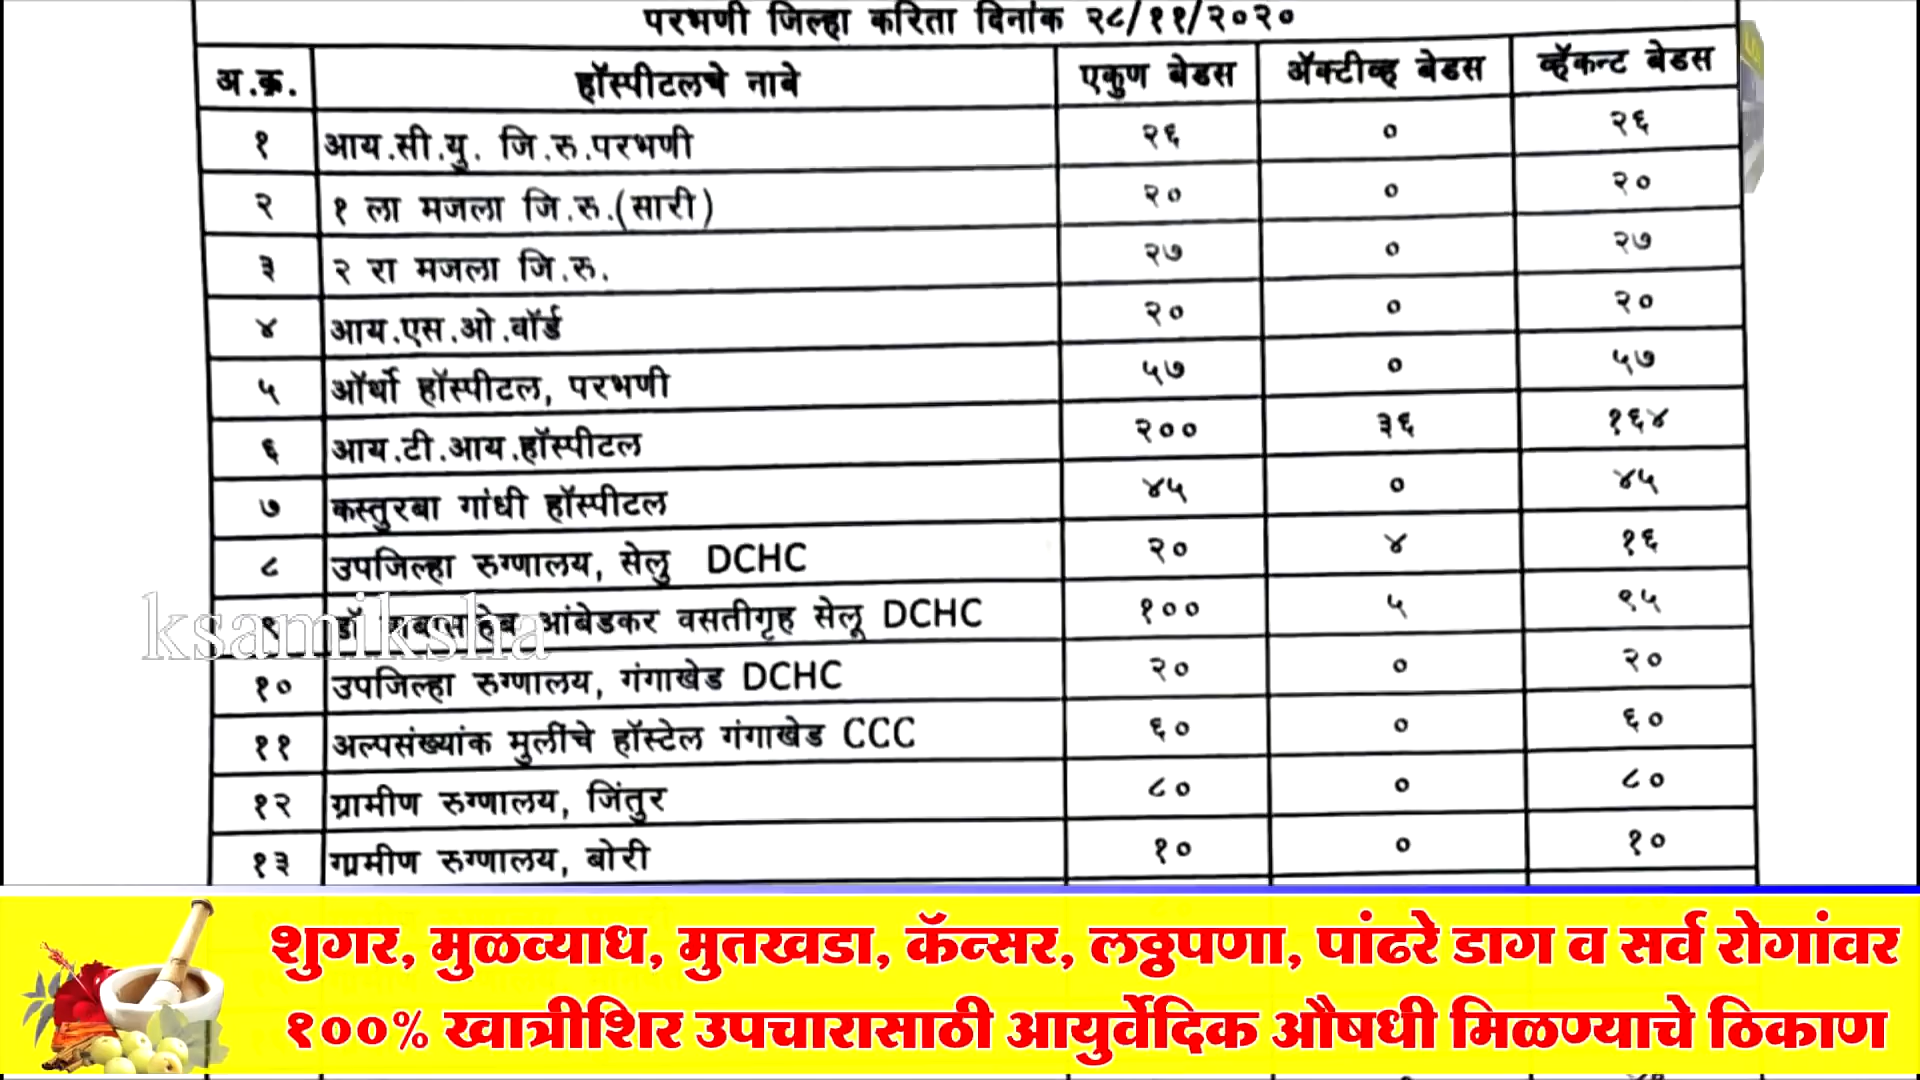 परभणी जिल्हा करिता दिनांक २८/११/२०२०
अ.क्र. हॉस्पीटलचे नाबे एकुण बेडस ॲक्टीव्ह बेडस व्हॅकन्ट बेडस
१ आय.सी.यु. जि.रु.परभणी २६ ० २६
२ १ ला मजला जि.रु.(सारी) २० ० २०
३ २ रा मजला जि.रु. २७ ० २७
४ आय.एस.ओ.वॉर्ड २० ० २०
५ ऑर्थो हॉस्पीटल, परभणी ५७ ० ५७
६ आय.टी.आय.हॉस्पीटल २०० ३६ १६४
७ कस्तुरबा गांधी हॉस्पीटल ४५ ० ४५
८ उपजिल्हा रुग्णालय, सेलु DCHC २० ४ १६
९ डॉ बाबासाहेब आंबेडकर वसतीगृह सेलू DCHC १०० ५ ९५
ksamiksha
१० उपजिल्हा रुग्णालय, गंगाखेड DCHC २० ० २०
११ अल्पसंख्यांक मुलींचे हॉस्टेल गंगाखेड CCC ६० ० ६०
१२ ग्रामीण रुग्णालय, जिंतुर ८० ० ८०
१३ गामीण रुग्णालय, बोरी १० ० १०
शुगर, मुळव्याध, मुतखडा, कॅन्सर, लठ्ठपणा, पांढरे डाग व सर्व रोगांवर
१००% खात्रीशिर उपचारासाठी आयुर्वेदिक औषधी मिळण्याचे ठिकाण